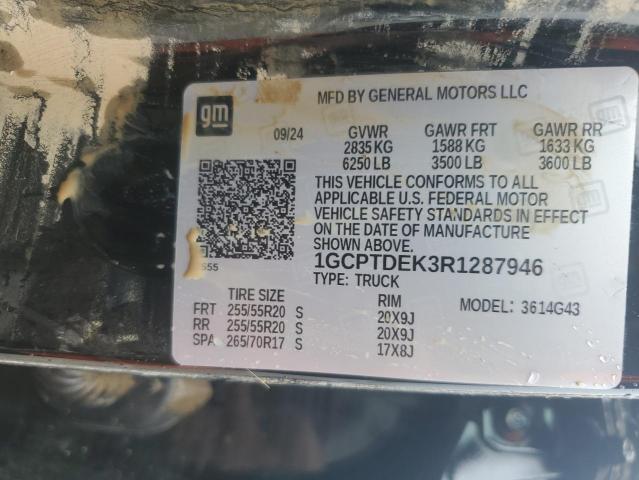 gm
MFD BY GENERAL MOTORS LLC
09/24 GVWR GAWR FRT GAWR RR
2835 KG 1588 KG 1633 KG
6250 LB 3500 LB 3600 LB
THIS VEHICLE CONFORMS TO ALL
APPLICABLE U.S. FEDERAL MOTOR
VEHICLE SAFETY STANDARDS IN EFFECT
ON THE DATE OF MANUFACTURE
SHOWN ABOVE.
1GCPTDEK3R1287946
TYPE: TRUCK
TIRE SIZE RIM MODEL: 3614G43
FRT 255/55R20 S 20X9J
RR 255/55R20 S 20X9J
SPA 265/70R17 S 17X8J